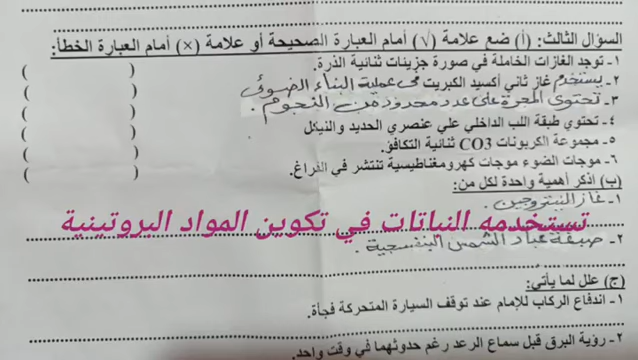 السؤال الثالث: (أ) ضع علامة (√) أمام العبارة الصحيحة أو علامة (×) أمام العبارة الخطأ:
١- توجد الغازات الخاملة في صورة جزيئات ثنائية الذرة. ( )
٢- يستخدم غاز ثاني أكسيد الكبريت في عملية البناء الضوئي ( )
٣- تحتوي المجرة على عدد محدود من النجوم. ( )
٤- تحتوي طبقة اللب الداخلي علي عنصري الحديد والنيكل ( )
٥- مجموعة الكربونات CO3 ثنائية التكافؤ. ( )
٦- موجات الضوء موجات كهرومغناطيسية تنتشر في الفراغ. ( )
(ب) اذكر أهمية واحدة لكل من:
١- غاز النيتروجين.
تستخدمه النباتات في تكوين المواد البروتينية
٢- صبغة عباد الشمس البنفسجية.
(ج) علل لما يأتي:
١- اندفاع الركاب للإمام عند توقف السيارة المتحركة فجأة.
٢- رؤية البرق قبل سماع الرعد رغم حدوثهما في وقت واحد.